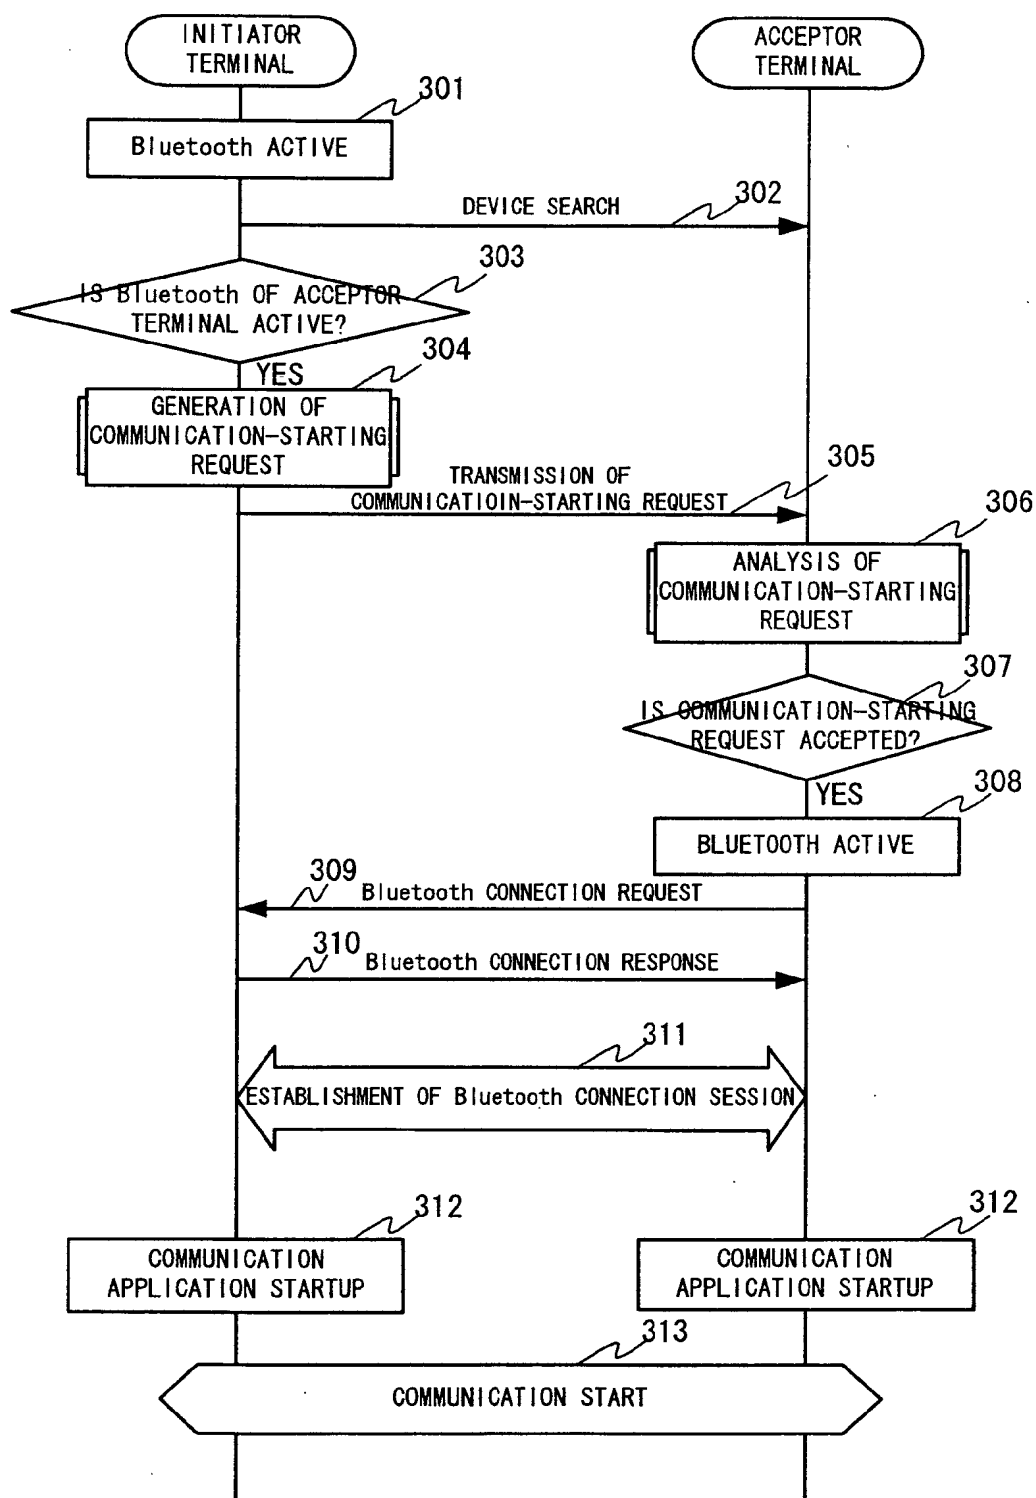 INITIATOR
TERMINAL
ACCEPTOR
TERMINAL
301
Bluetooth ACTIVE
302
DEVICE SEARCH
303
IS Bluetooth OF ACCEPTOR
TERMINAL ACTIVE?
304
YES
GENERATION OF
COMMUNICATION-STARTING
REQUEST
305
TRANSMISSION OF
COMMUNICATIOIN-STARTING REQUEST
306
ANALYSIS OF
COMMUNICATION-STARTING
REQUEST
307
IS COMMUNICATION-STARTING
REQUEST ACCEPTED?
308
YES
BLUETOOTH ACTIVE
309
Bluetooth CONNECTION REQUEST
310
Bluetooth CONNECTION RESPONSE
311
ESTABLISHMENT OF Bluetooth CONNECTION SESSION
312
COMMUNICATION
APPLICATION STARTUP
312
COMMUNICATION
APPLICATION STARTUP
313
COMMUNICATION START